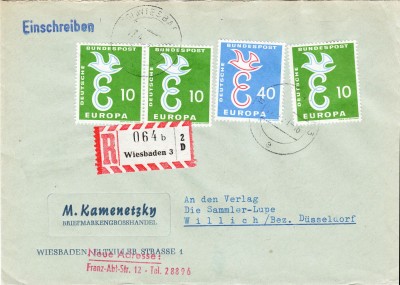 Einschreiben
WIESBA
DEUTSCHE BUNDESPOST
10
EUROPA
DEUTSCHE BUNDESPOST
10
EUROPA
DEUTSCHE BUNDESPOST
40
EUROPA
DEUTSCHE BUNDESPOST
10
EUROPA
R
064 b
2
D
Wiesbaden 3
M. Kamenetzky
BRIEFMARKENGROSSHANDEL
An den Verlag
Die Sammler-Lupe
Willich/Bez. Düsseldorf
WIESBADEN, STRASSE 1
Neue Adresse:
Franz-Abt-Str. 12 - Tel. 28896